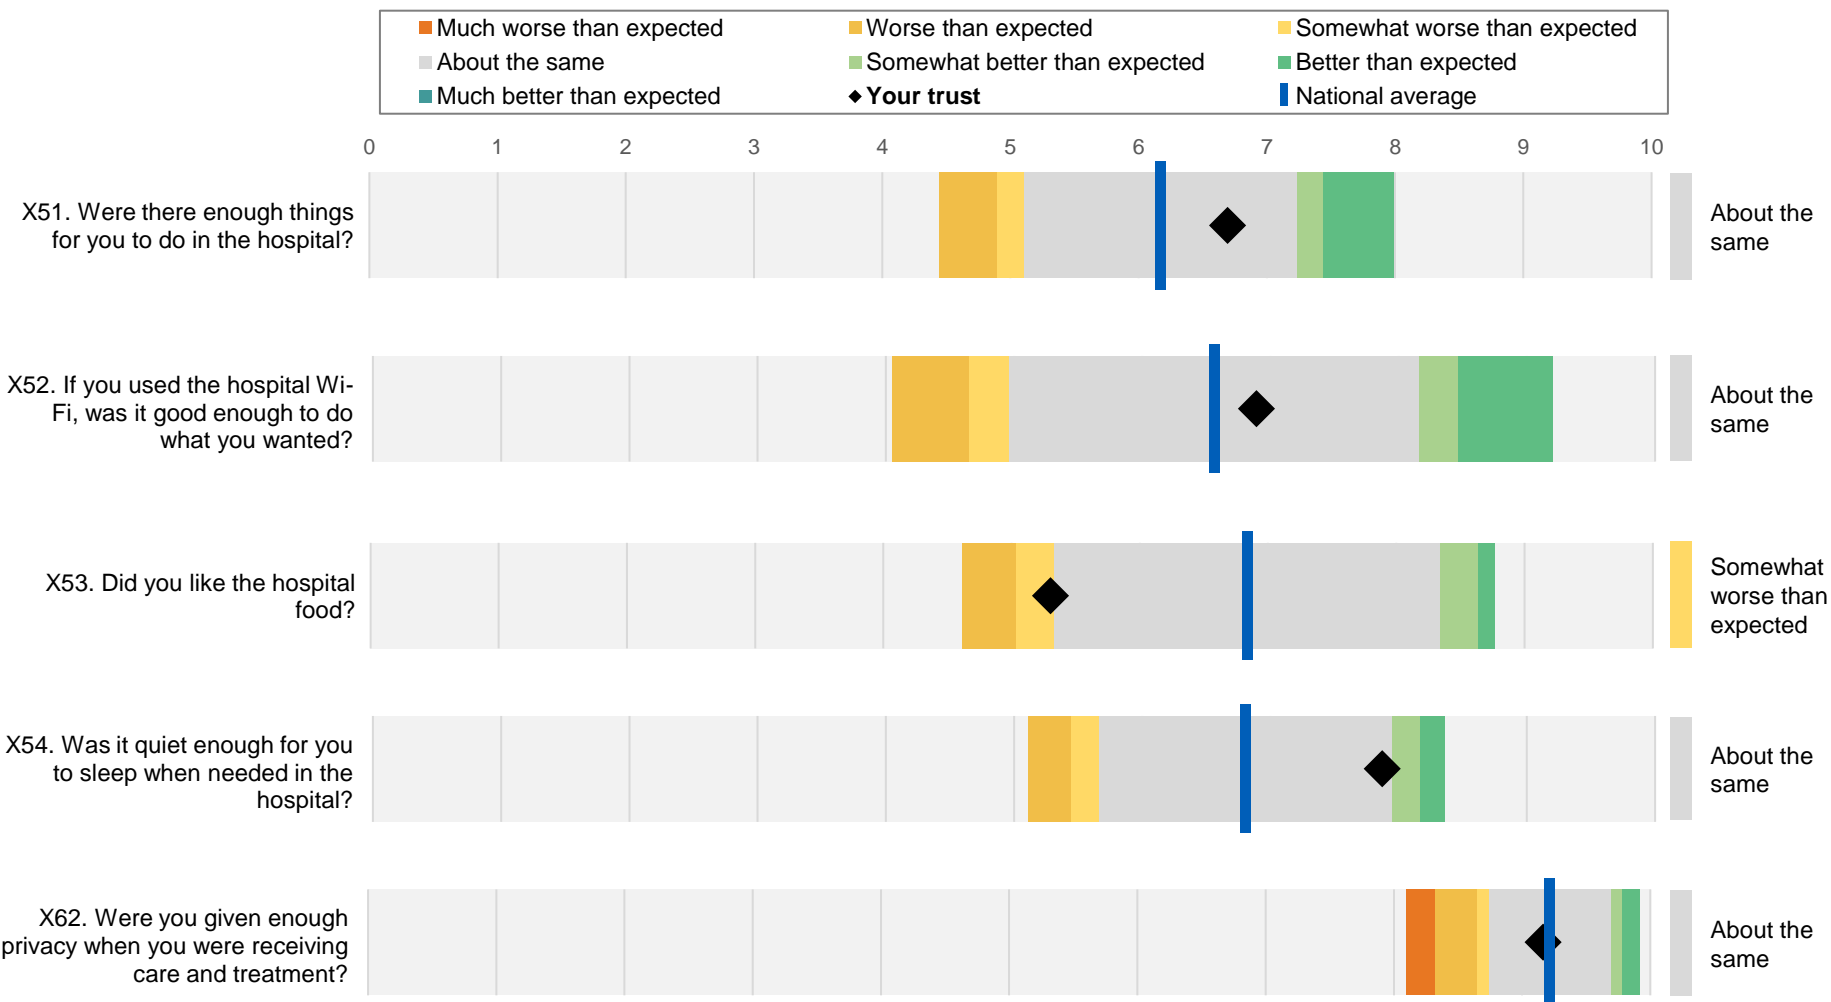 Much worse than expected
Worse than expected
Somewhat worse than expected
About the same
Somewhat better than expected
Better than expected
Much better than expected
Your trust
National average
0 1 2 3 4 5 6 7 8 9 10
X51. Were there enough things
for you to do in the hospital?
About the
same
X52. If you used the hospital Wi-
Fi, was it good enough to do
what you wanted?
About the
same
X53. Did you like the hospital
food?
Somewhat
worse than
expected
X54. Was it quiet enough for you
to sleep when needed in the
hospital?
About the
same
X62. Were you given enough
privacy when you were receiving
care and treatment?
About the
same